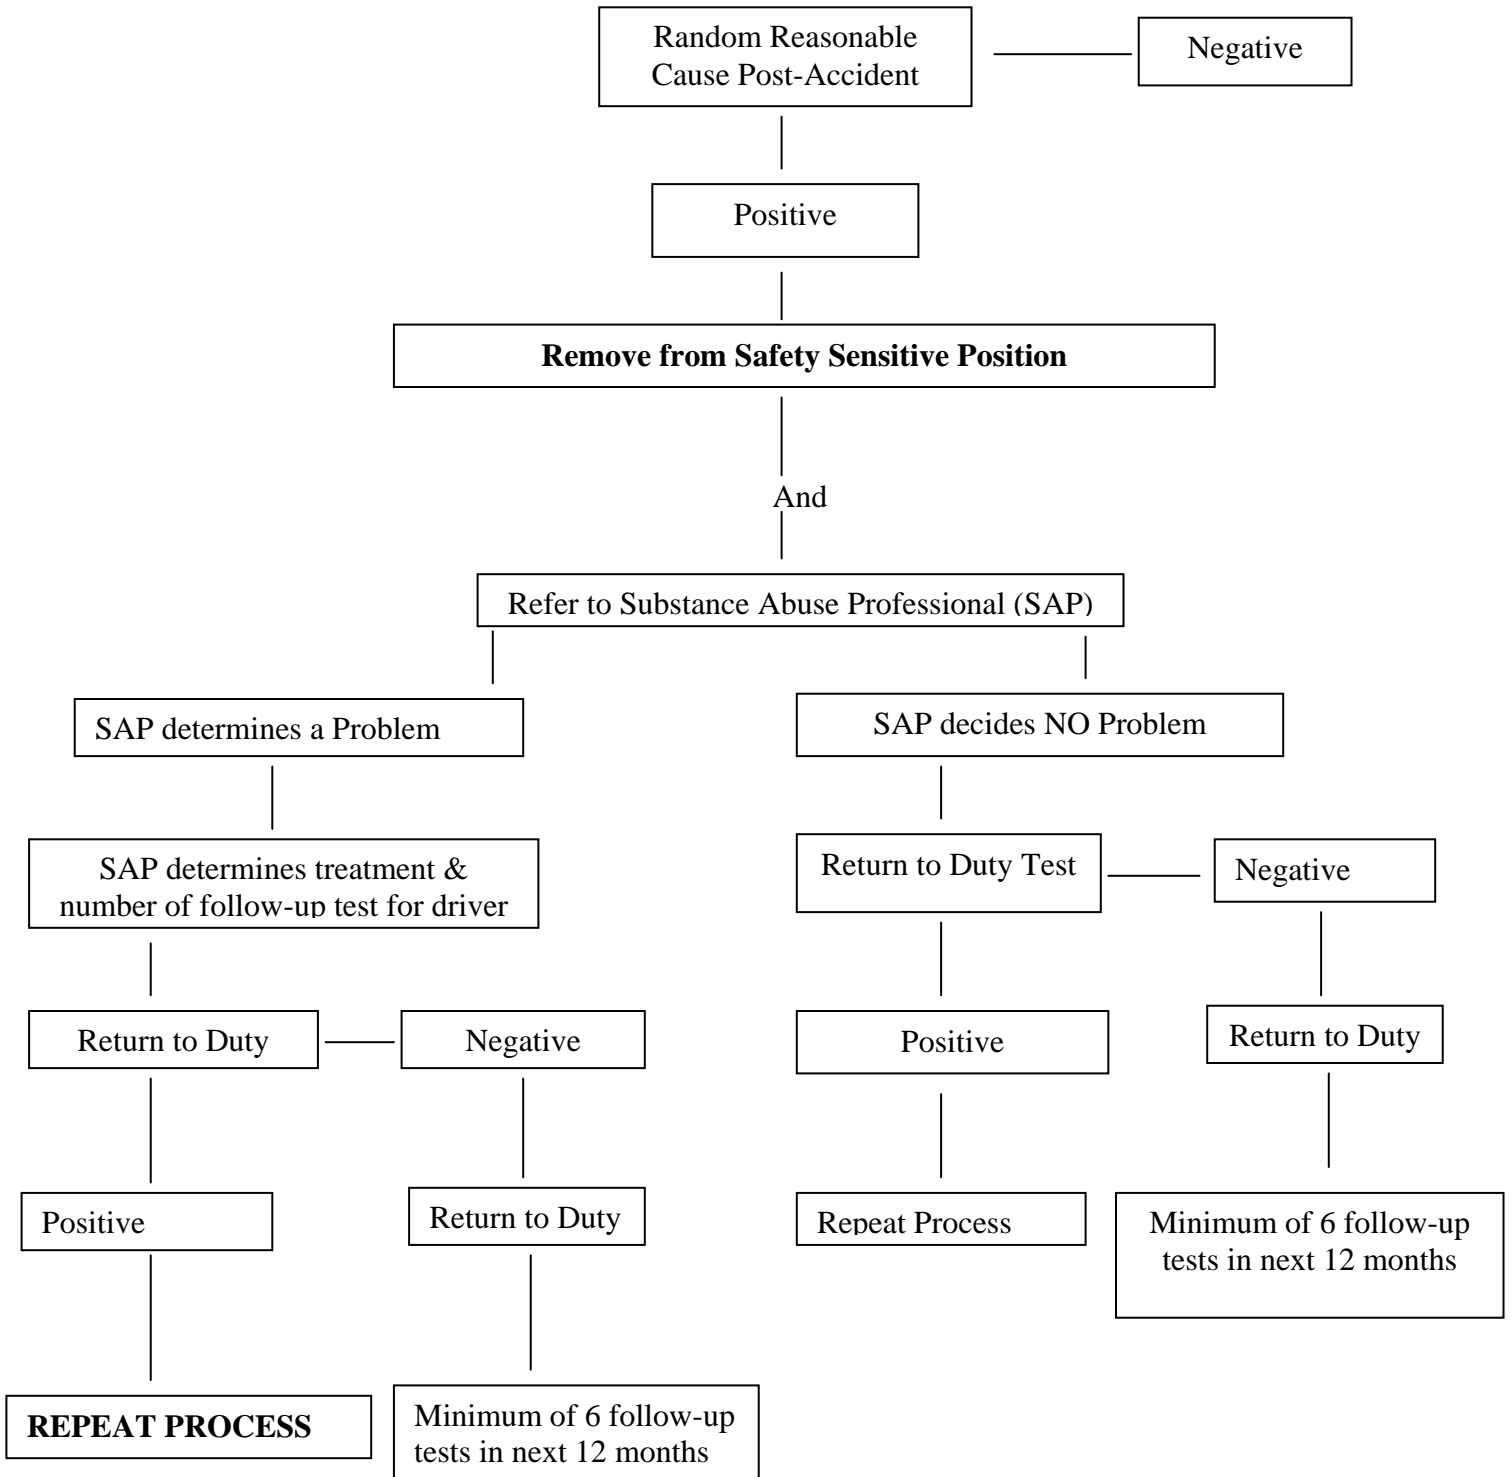 Random Reasonable
Cause Post-Accident
Negative
Positive
Remove from Safety Sensitive Position
And
Refer to Substance Abuse Professional (SAP)
SAP determines a Problem
SAP decides NO Problem
SAP determines treatment &
number of follow-up test for driver
Return to Duty Test
Negative
Return to Duty
Negative
Positive
Return to Duty
Positive
Return to Duty
Repeat Process
Minimum of 6 follow-up
tests in next 12 months
REPEAT PROCESS
Minimum of 6 follow-up
tests in next 12 months